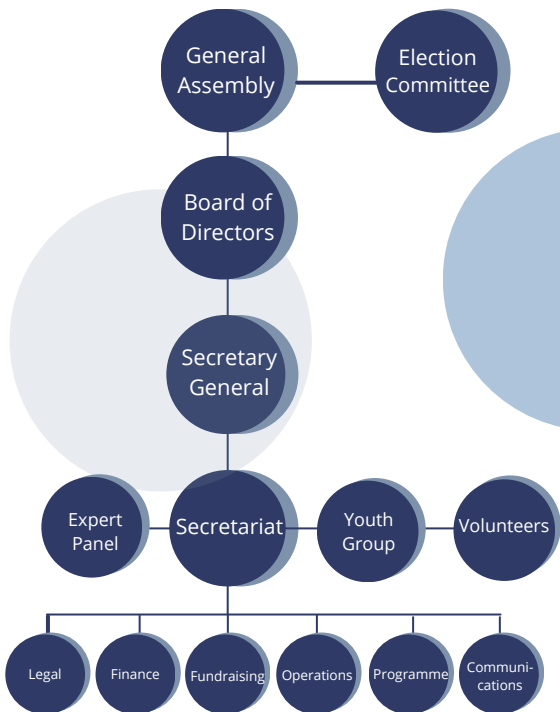 General
Assembly
Election
Committee
Board of
Directors
Secretary
General
Expert
Panel
Secretariat
Youth
Group
Volunteers
Legal
Finance
Fundraising
Operations
Programme
Communi-
cations